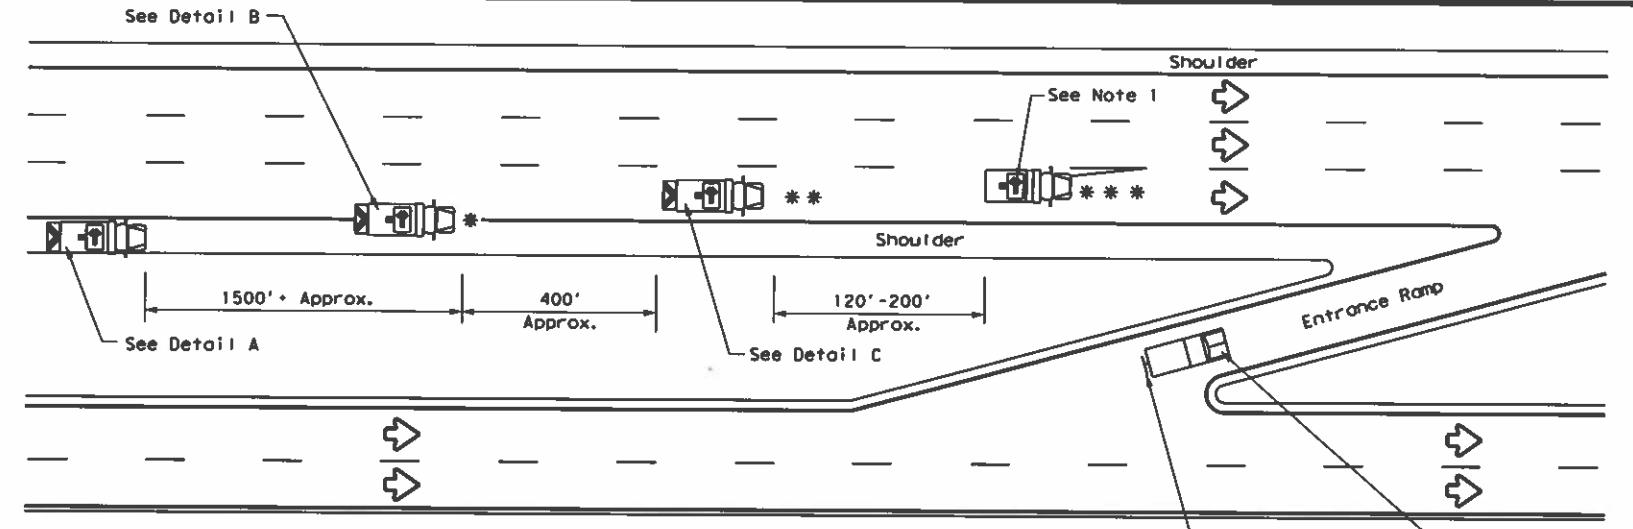 See Detail B
Shoulder
See Note 1
*
* *
* * *
Shoulder
1500'+ Approx.
400'
Approx.
120'-200'
Approx.
Entrance Ramp
See Detail A
See Detail C